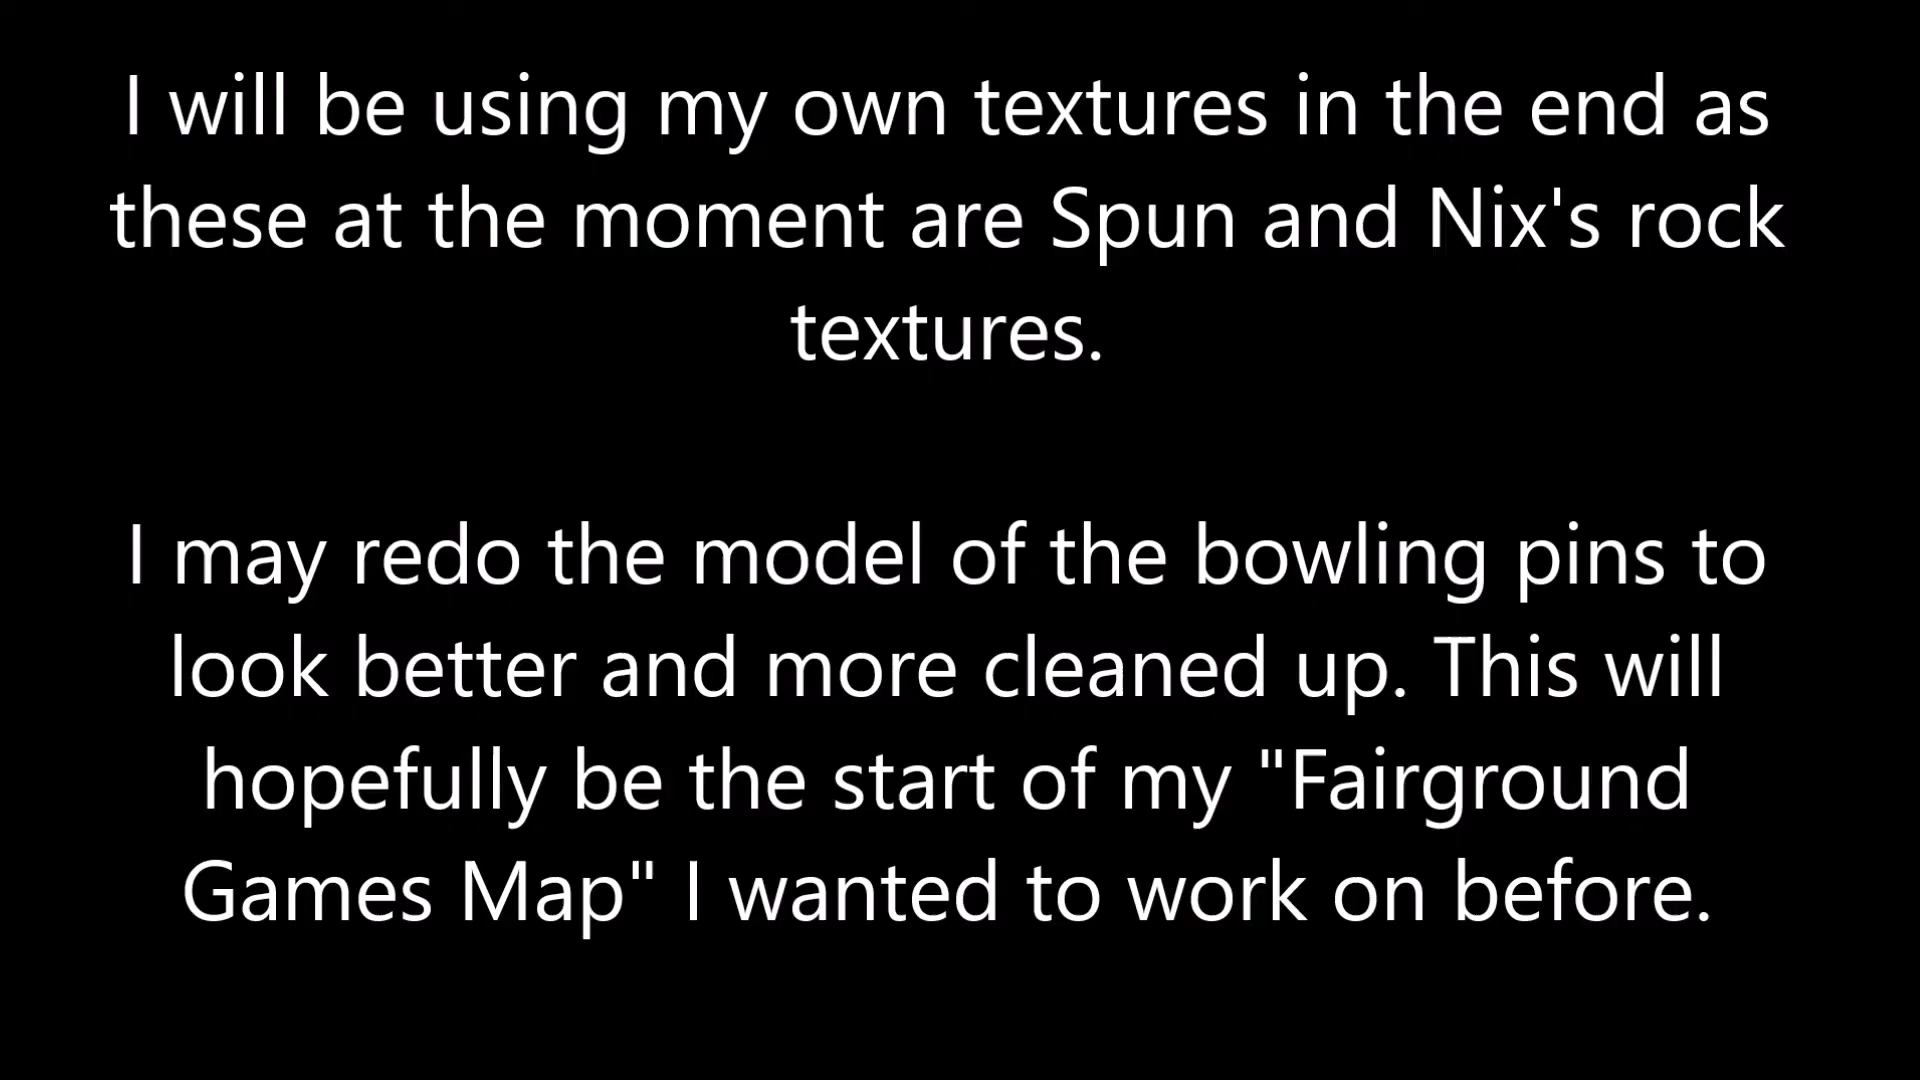 I will be using my own textures in the end as
these at the moment are Spun and Nix's rock
textures.
I may redo the model of the bowling pins to
look better and more cleaned up. This will
hopefully be the start of my "Fairground
Games Map" I wanted to work on before.